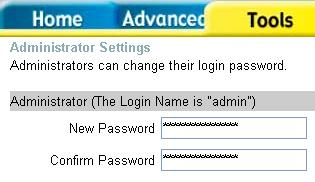 Home Advanced Tools
Administrator Settings
Administrators can change their login password.
Administrator (The Login Name is "admin")
New Password ****************
Confirm Password ****************